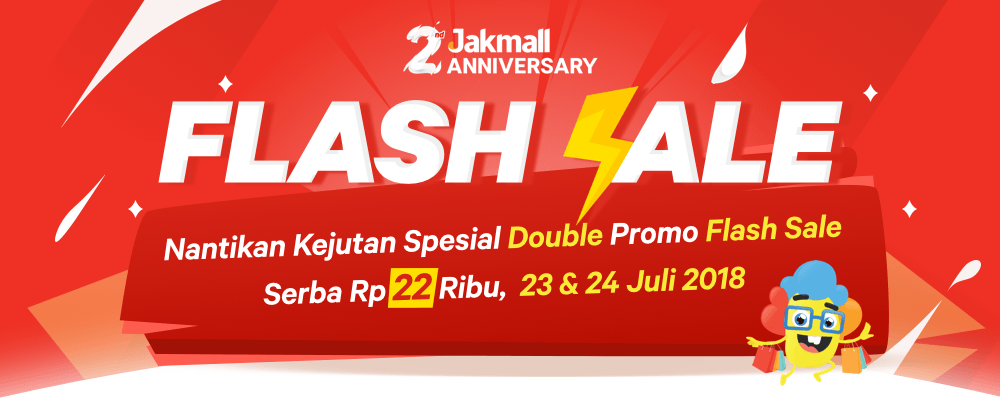 2nd Jakmall
ANNIVERSARY
FLASH SALE
Nantikan Kejutan Spesial Double Promo Flash Sale
Serba Rp 22 Ribu, 23 & 24 Juli 2018